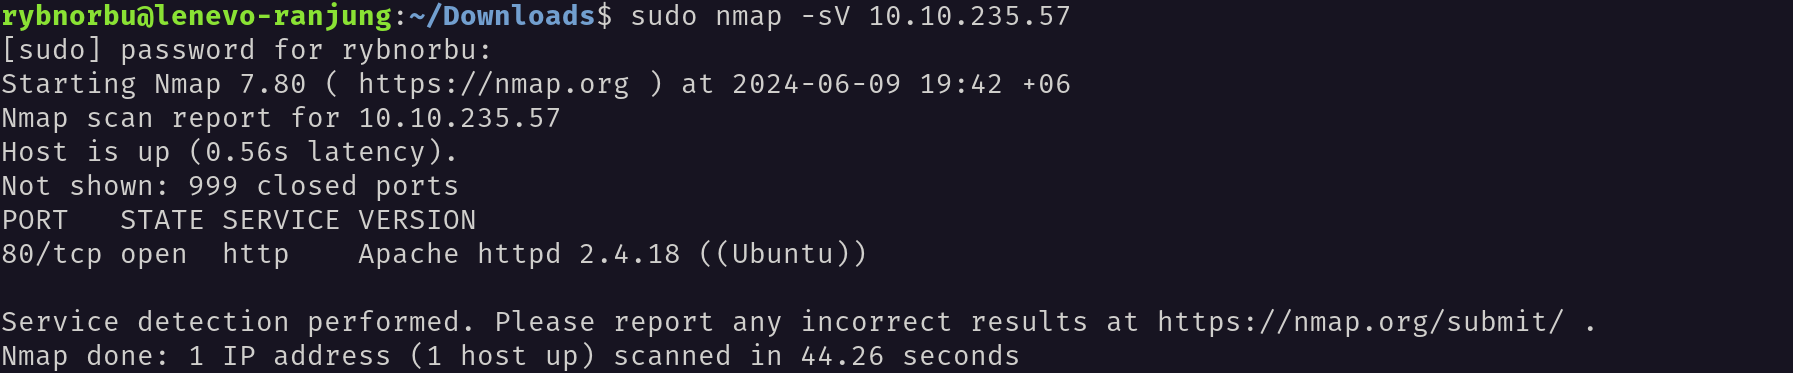 rybnorbu@lenevo-ranjung:~/Downloads$ sudo nmap -sV 10.10.235.57
[sudo] password for rybnorbu:
Starting Nmap 7.80 ( https://nmap.org ) at 2024-06-09 19:42 +06
Nmap scan report for 10.10.235.57
Host is up (0.56s latency).
Not shown: 999 closed ports
PORT   STATE SERVICE VERSION
80/tcp open  http    Apache httpd 2.4.18 ((Ubuntu))
Service detection performed. Please report any incorrect results at https://nmap.org/submit/ .
Nmap done: 1 IP address (1 host up) scanned in 44.26 seconds